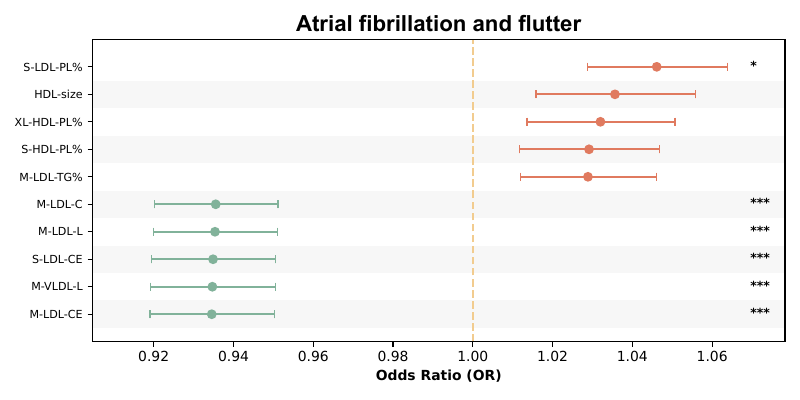 Atrial fibrillation and flutter
S-LDL-PL% *
HDL-size
XL-HDL-PL%
S-HDL-PL%
M-LDL-TG%
M-LDL-C ***
M-LDL-L ***
S-LDL-CE ***
M-VLDL-L ***
M-LDL-CE ***
0.92 0.94 0.96 0.98 1.00 1.02 1.04 1.06
Odds Ratio (OR)